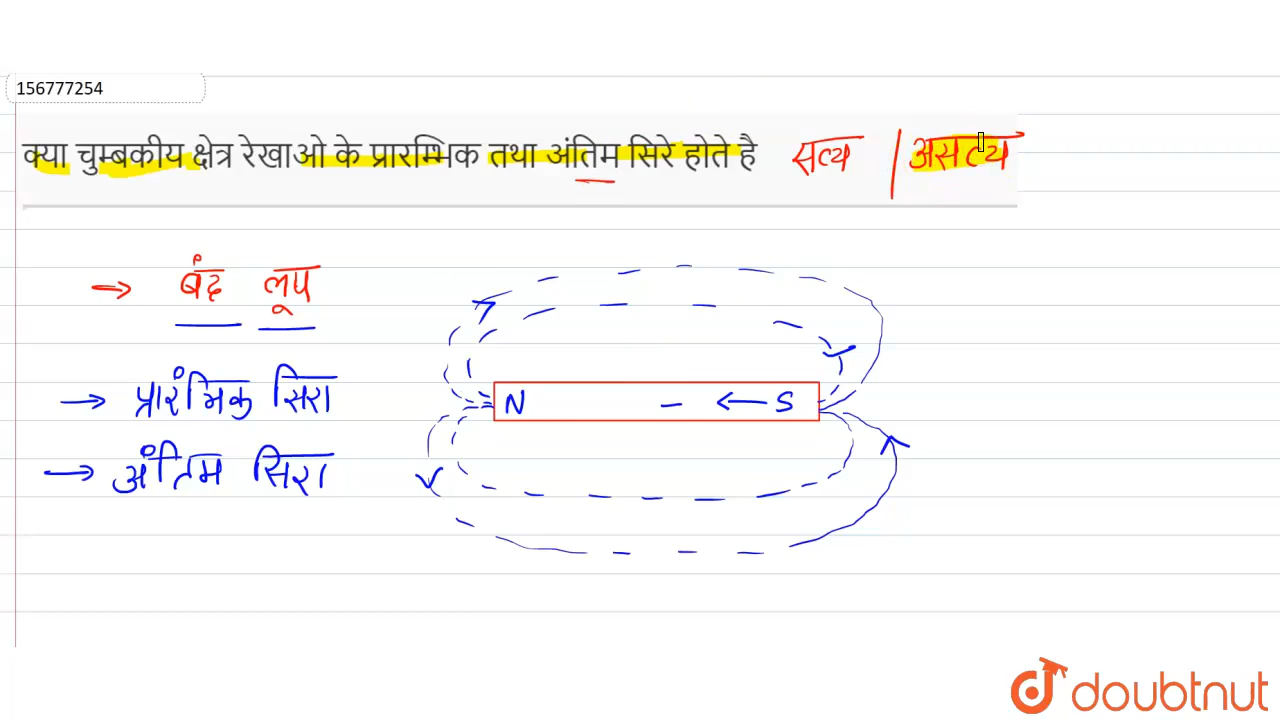 156777254
क्या चुम्बकीय क्षेत्र रेखाओ के प्रारम्भिक तथा अंतिम सिरे होते है सत्य / असत्य
→ बंद लूप
→ प्रारंभिक सिरा
→ अंतिम सिरा
N - ← S
doubtnut